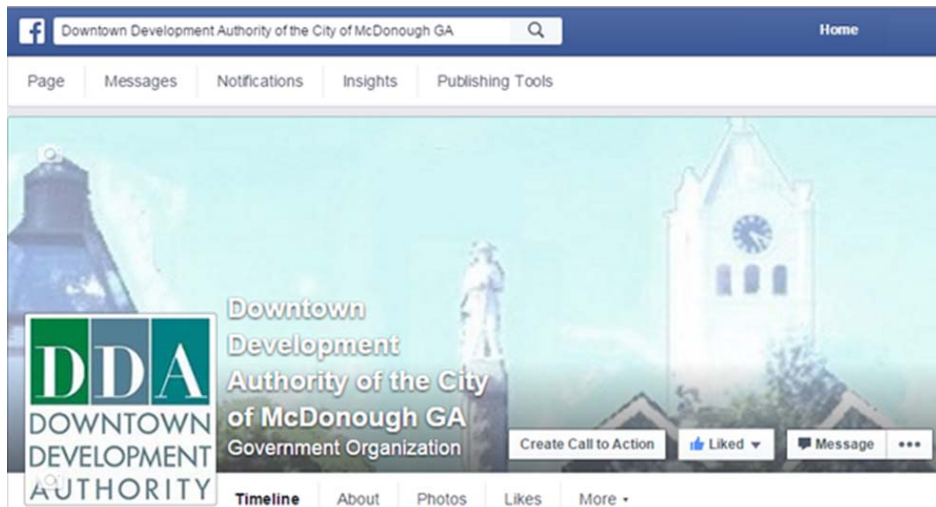 f
Downtown Development Authority of the City of McDonough GA
Home
Page Messages Notifications Insights Publishing Tools
Downtown
Development
Authority of the City
of McDonough GA
Government Organization
DDA
DOWNTOWN
DEVELOPMENT
AUTHORITY
Create Call to Action Liked Message •••
Timeline About Photos Likes More